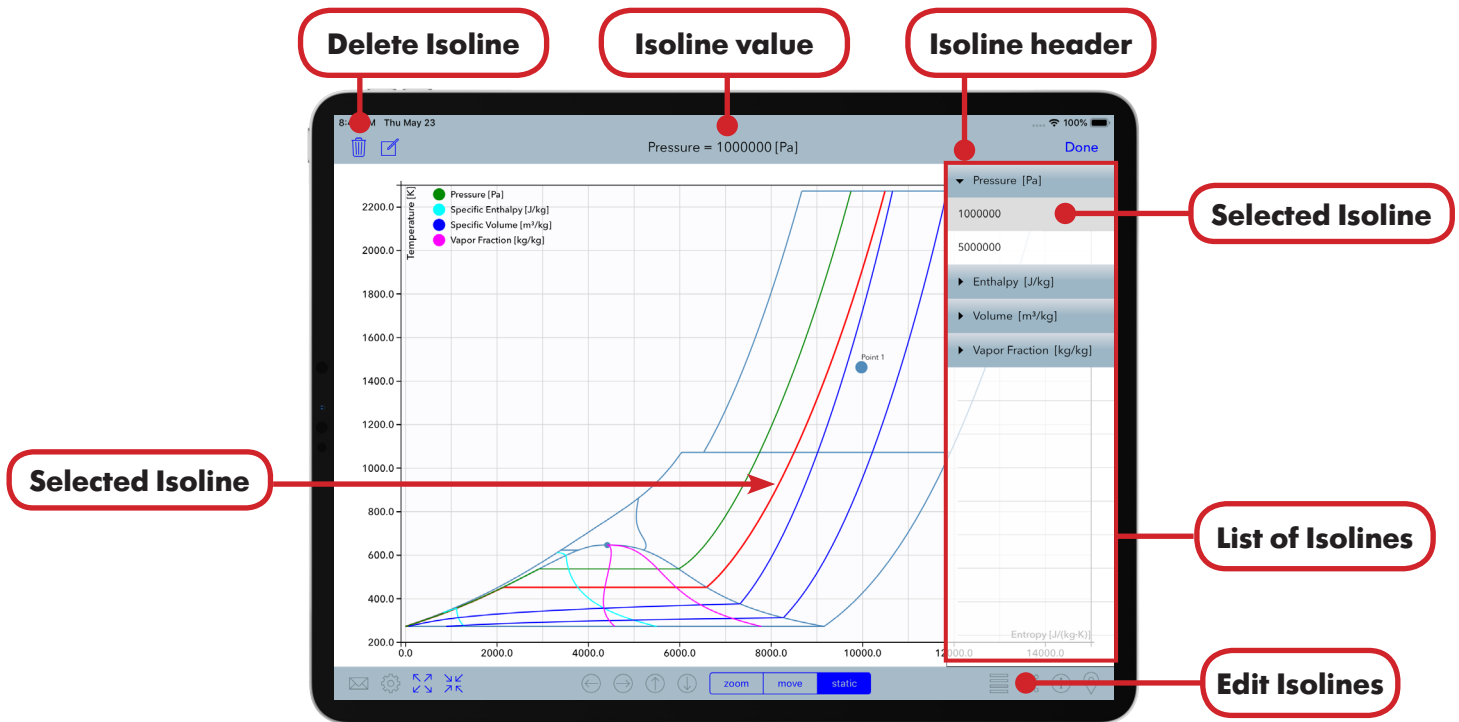 Delete Isoline
Isoline value
Isoline header
Thu May 23
100%
Pressure = 1000000 [Pa]
Done
Pressure [Pa]
Specific Enthalpy [J/kg]
Specific Volume [m³/kg]
Vapor Fraction [kg/kg]
Temperature [K]
2200.0
2000.0
1800.0
1600.0
1400.0
1200.0
1000.0
800.0
600.0
400.0
200.0
Point 1
Pressure [Pa]
1000000
5000000
Enthalpy [J/kg]
Volume [m³/kg]
Vapor Fraction [kg/kg]
Selected Isoline
Selected Isoline
List of Isolines
Entropy [J/(kg·K)]
0.0 2000.0 4000.0 6000.0 8000.0 10000.0 12000.0 14000.0
zoom move static
Edit Isolines